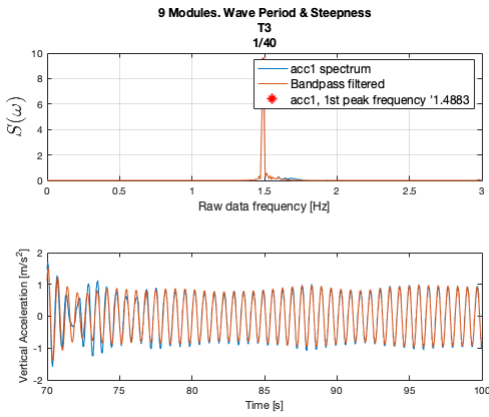 9 Modules. Wave Period & Steepness
T3
1/40
10
8
6
4
2
0
S(ω)
acc1 spectrum
Bandpass filtered
acc1, 1st peak frequency '1.4883
0 0.5 1 1.5 2 2.5 3
Raw data frequency [Hz]
2
1
0
-1
-2
Vertical Acceleration [m/s²]
70 75 80 85 90 95 100
Time [s]